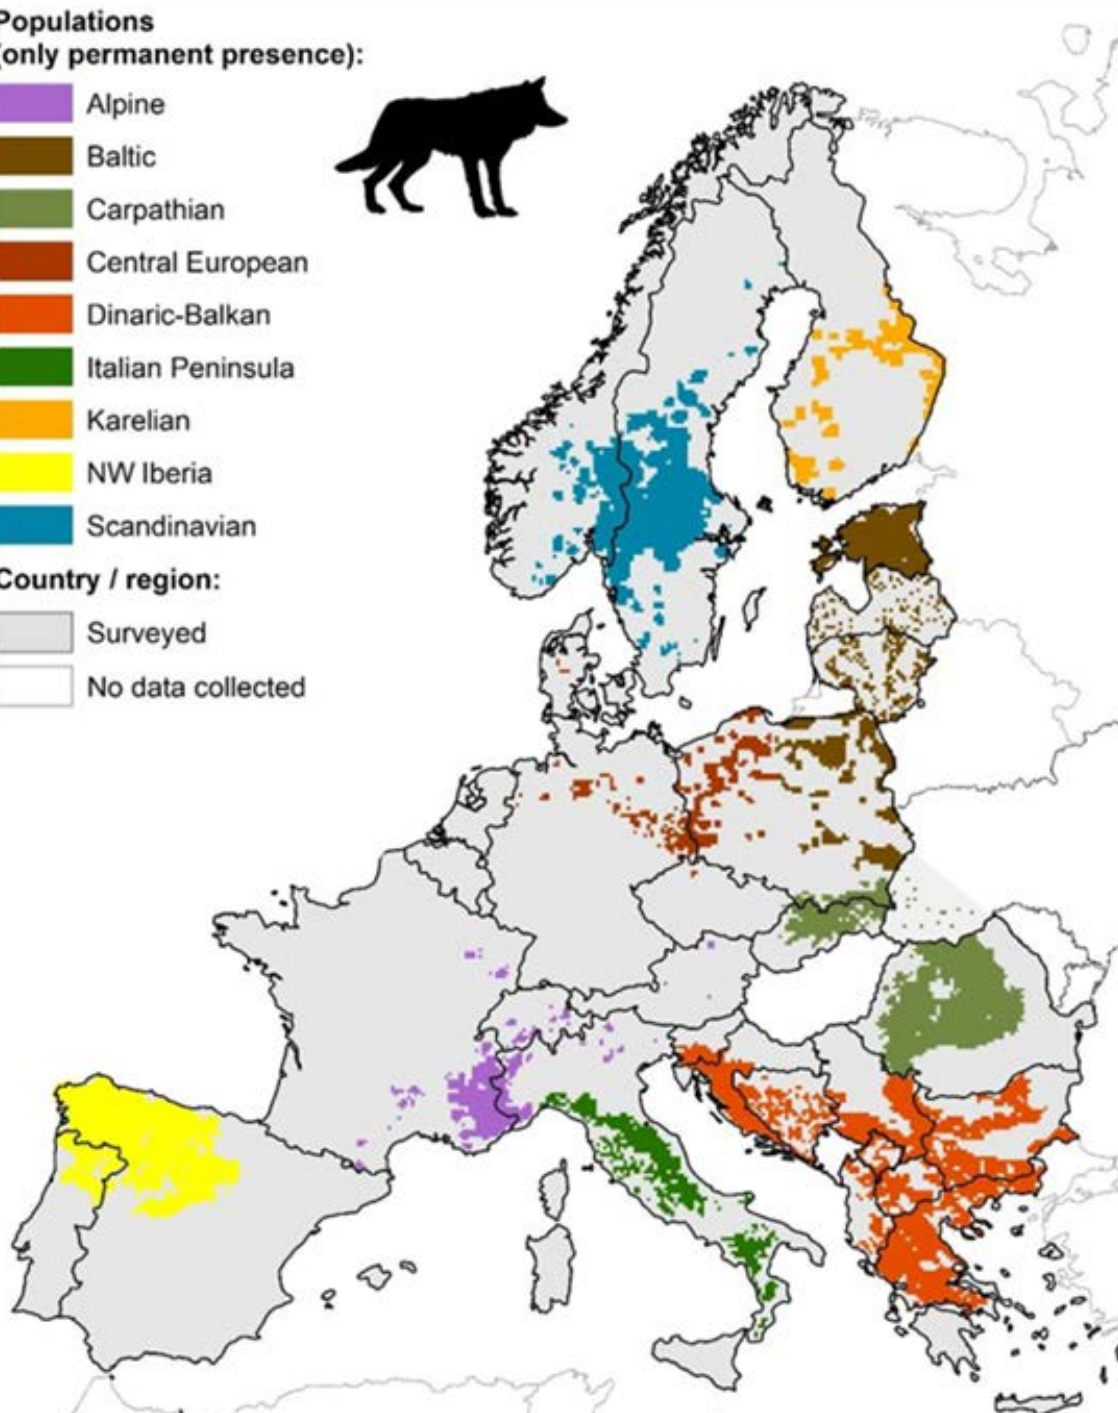 Populations
(only permanent presence):
Alpine
Baltic
Carpathian
Central European
Dinaric-Balkan
Italian Peninsula
Karelian
NW Iberia
Scandinavian
Country / region:
Surveyed
No data collected